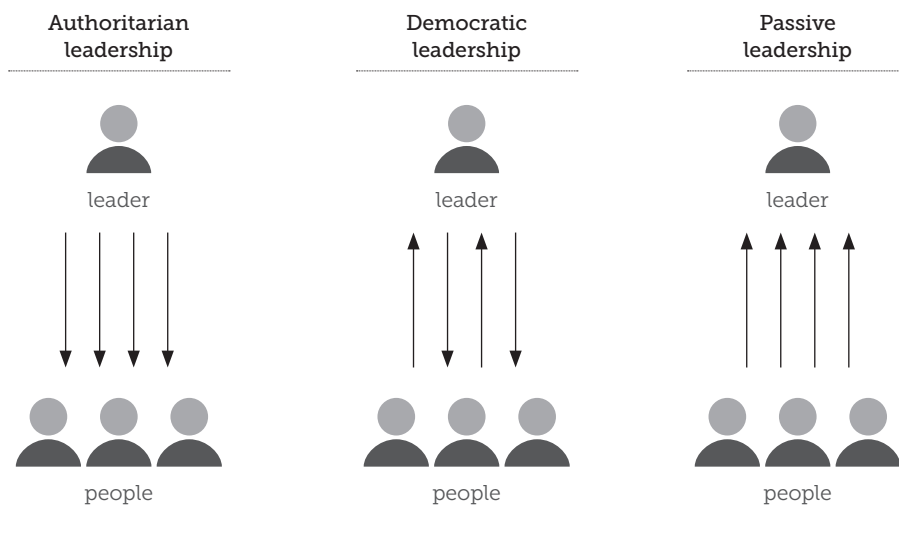 Authoritarian
leadership
Democratic
leadership
Passive
leadership
leader
leader
leader
people
people
people